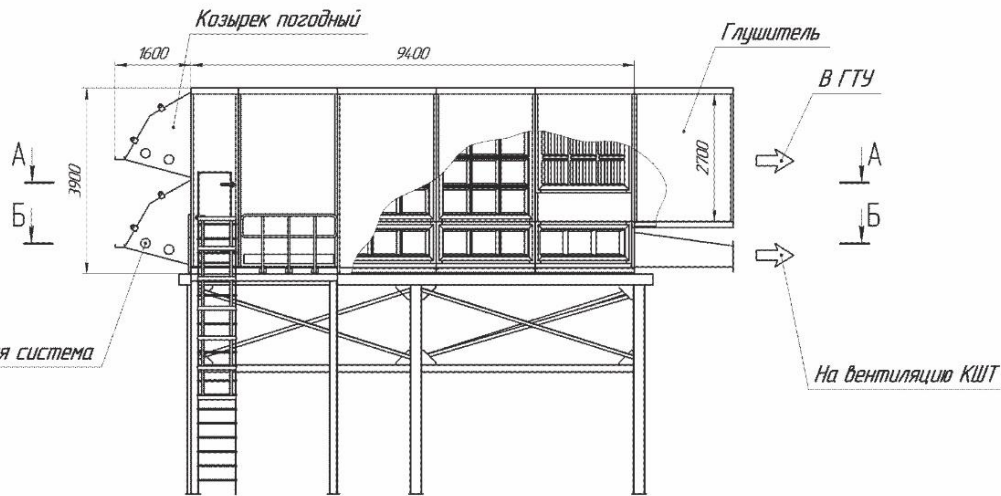 Козырек погодный
Глушитель
1600
9400
В ГТУ
А
А
3900
2700
Б
Б
я система
На вентиляцию КШТ